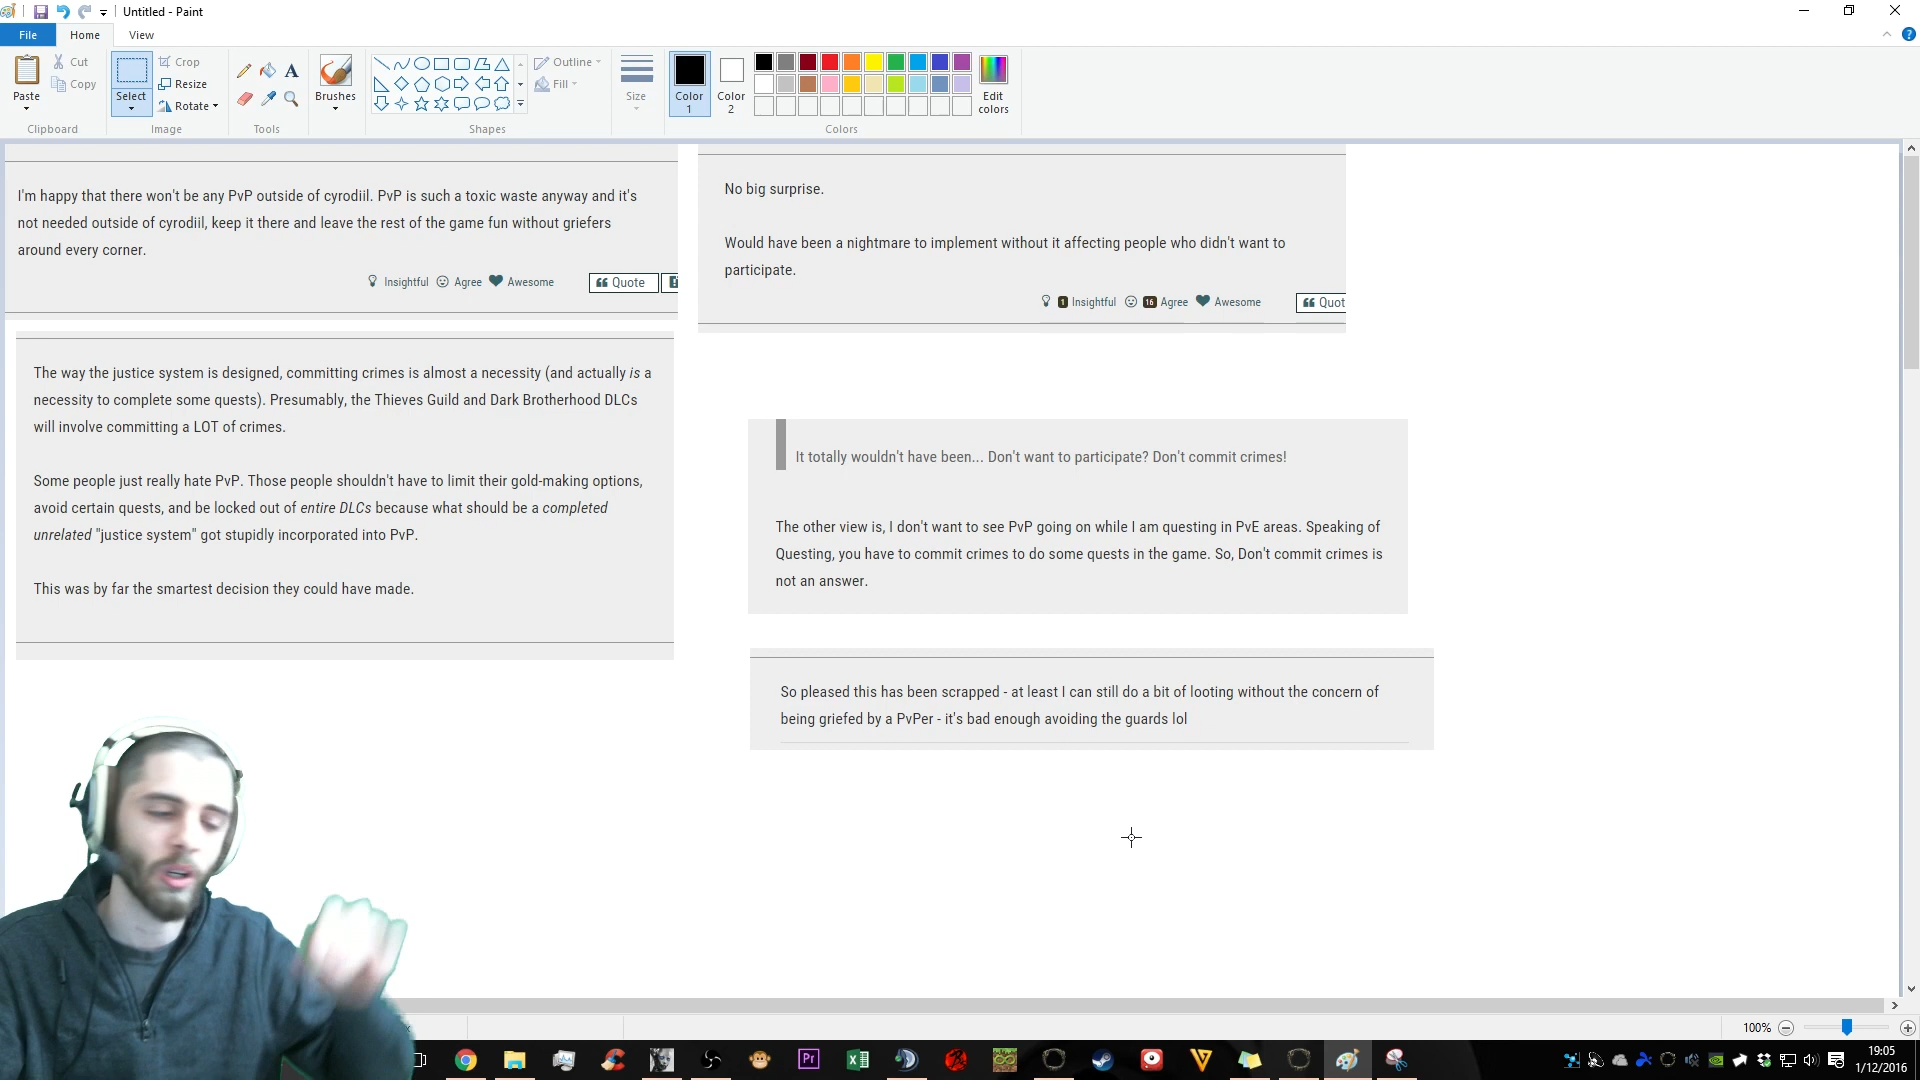 Untitled - Paint
File
Home
View
Paste
Cut
Copy
Clipboard
Select
Crop
Resize
Rotate
Image
Tools
Brushes
Shapes
Outline
Fill
Size
Color
1
Color
2
Edit
colors
Colors
I'm happy that there won't be any PvP outside of cyrodiil. PvP is such a toxic waste anyway and it's
not needed outside of cyrodiil, keep it there and leave the rest of the game fun without griefers
around every corner.
Insightful Agree Awesome Quote
No big surprise.
Would have been a nightmare to implement without it affecting people who didn't want to
participate.
1 Insightful 16 Agree Awesome Quot
The way the justice system is designed, committing crimes is almost a necessity (and actually is a
necessity to complete some quests). Presumably, the Thieves Guild and Dark Brotherhood DLCs
will involve committing a LOT of crimes.
Some people just really hate PvP. Those people shouldn't have to limit their gold-making options,
avoid certain quests, and be locked out of entire DLCs because what should be a completed
unrelated "justice system" got stupidly incorporated into PvP.
This was by far the smartest decision they could have made.
It totally wouldn't have been... Don't want to participate? Don't commit crimes!
The other view is, I don't want to see PvP going on while I am questing in PvE areas. Speaking of
Questing, you have to commit crimes to do some quests in the game. So, Don't commit crimes is
not an answer.
So pleased this has been scrapped - at least I can still do a bit of looting without the concern of
being griefed by a PvPer - it's bad enough avoiding the guards lol
100%
Pr
19:05
1/12/2016